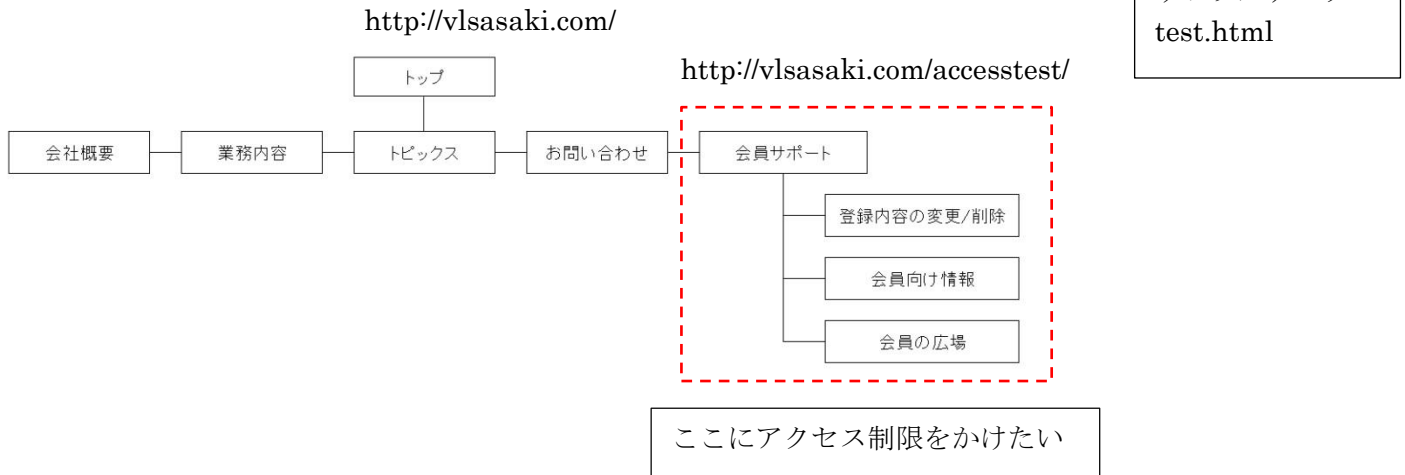 http://vlsasaki.com/
test.html
http://vlsasaki.com/accesstest/
トップ
会社概要
業務内容
トピックス
お問い合わせ
会員サポート
登録内容の変更/削除
会員向け情報
会員の広場
ここにアクセス制限をかけたい